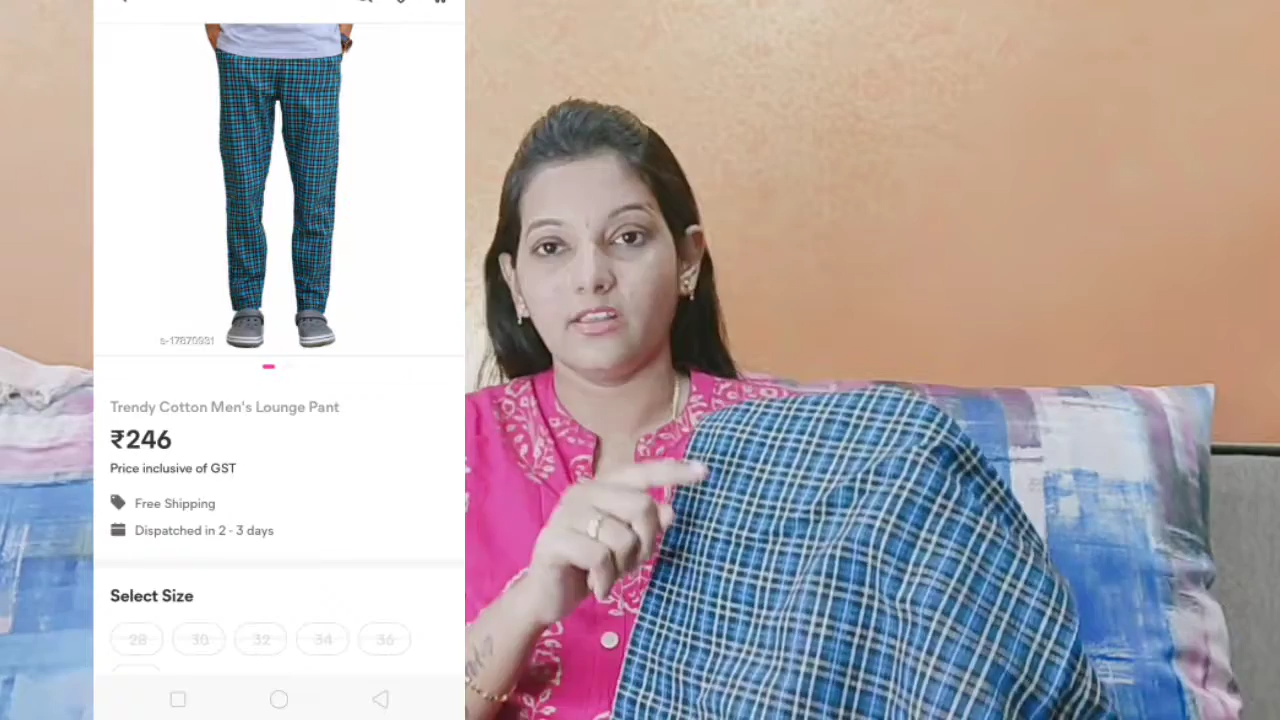 s-17670931
Trendy Cotton Men's Lounge Pant
₹246
Price inclusive of GST
Free Shipping
Dispatched in 2 - 3 days
Select Size
28 30 32 34 36